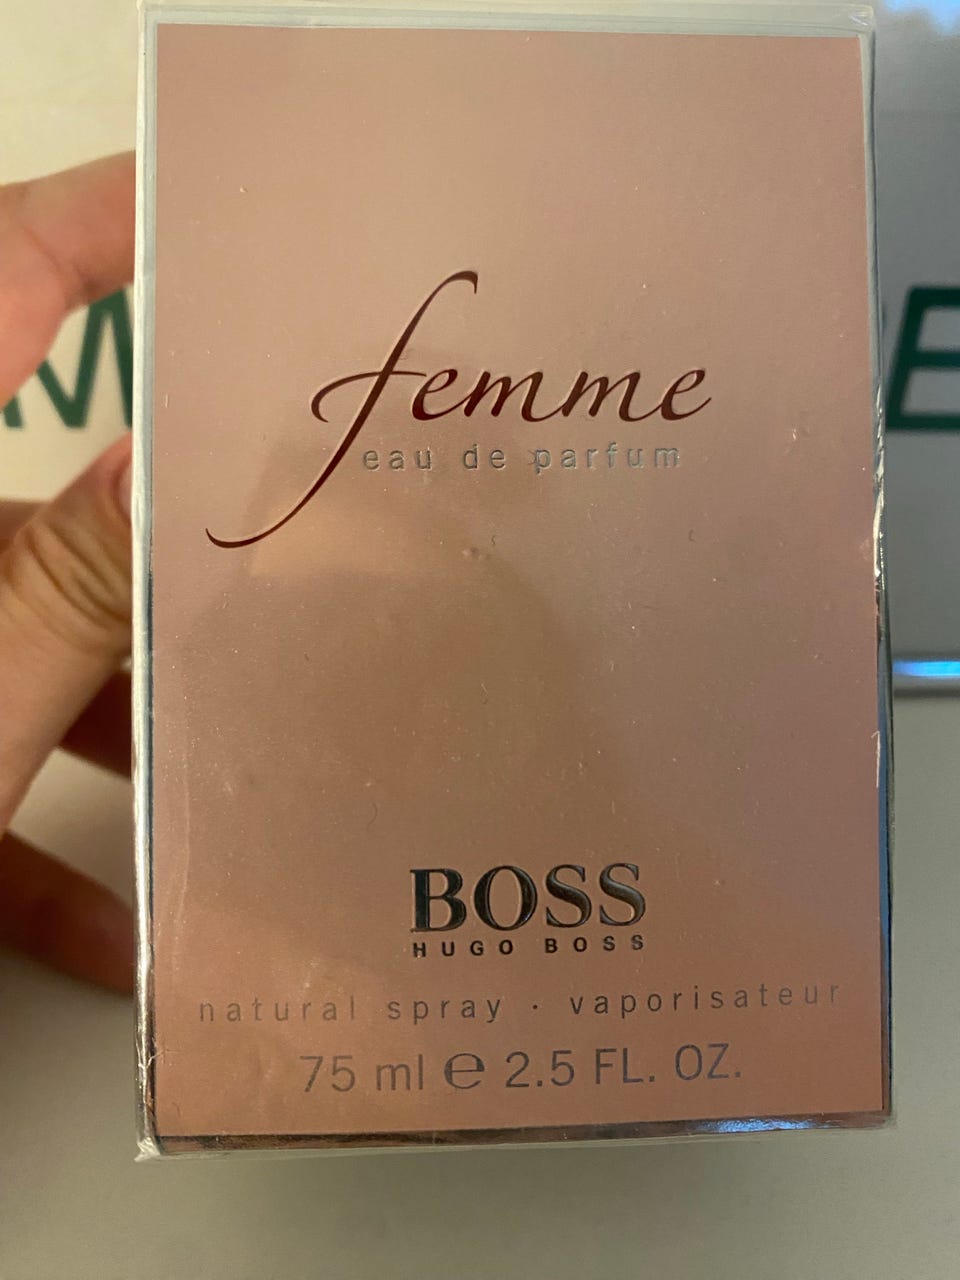 femme
eau de parfum
BOSS
HUGO BOSS
natural spray · vaporisateur
75 ml ℮ 2.5 FL. OZ.